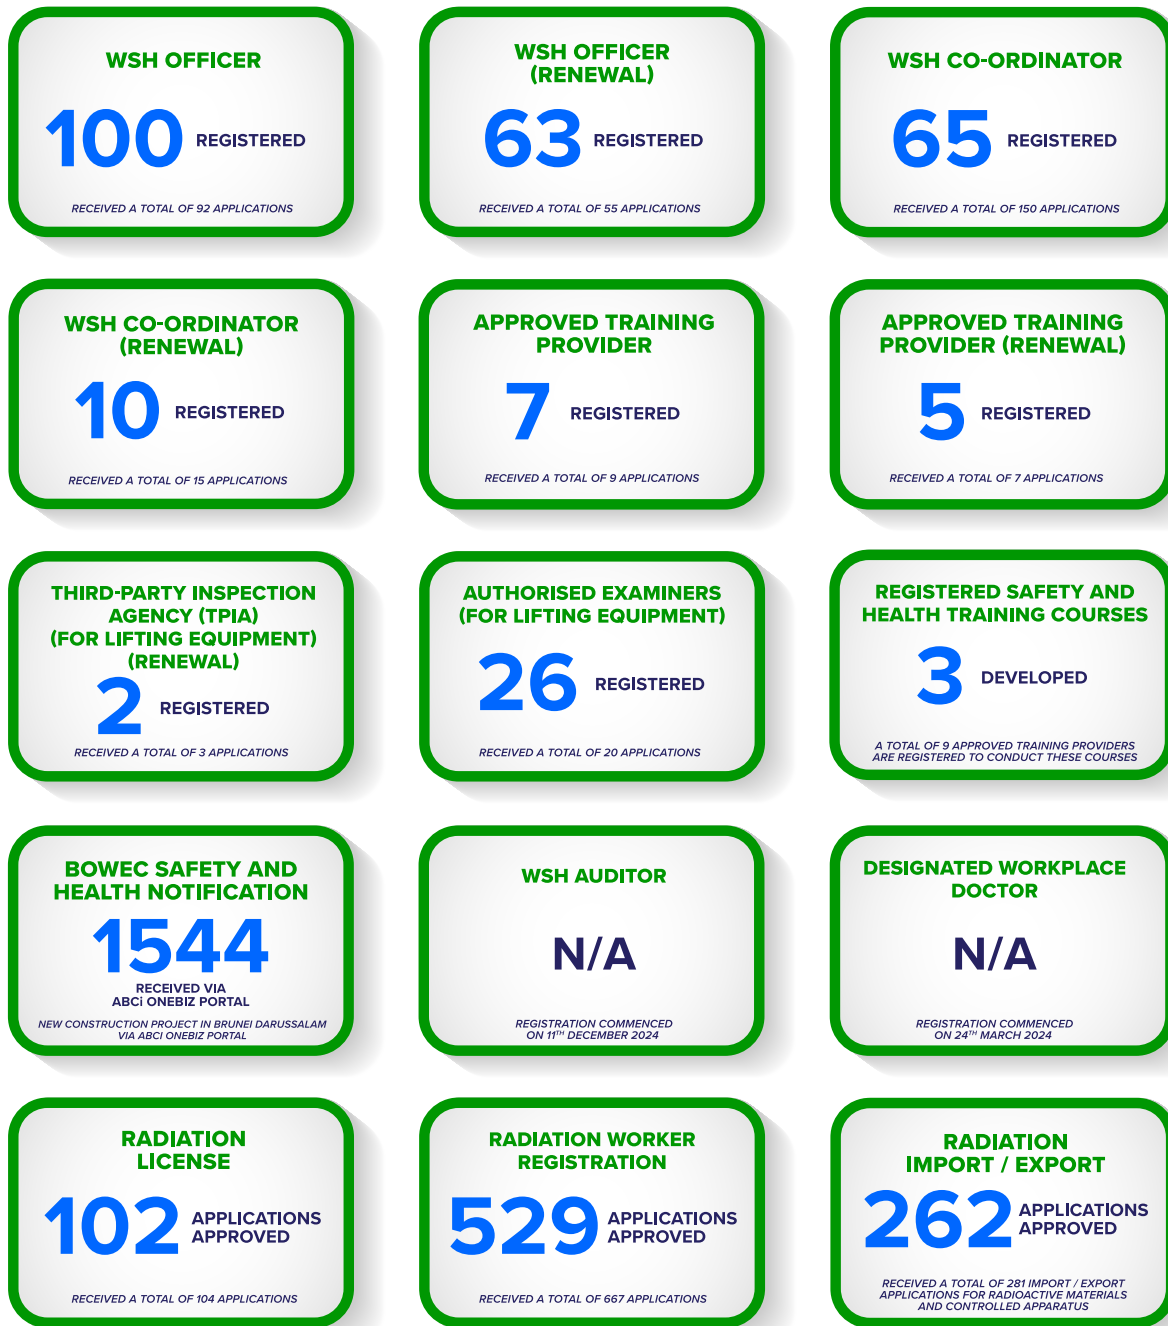 WSH OFFICER
100 REGISTERED
RECEIVED A TOTAL OF 92 APPLICATIONS
WSH OFFICER
(RENEWAL)
63 REGISTERED
RECEIVED A TOTAL OF 55 APPLICATIONS
WSH CO-ORDINATOR
65 REGISTERED
RECEIVED A TOTAL OF 150 APPLICATIONS
WSH CO-ORDINATOR
(RENEWAL)
10 REGISTERED
RECEIVED A TOTAL OF 15 APPLICATIONS
APPROVED TRAINING
PROVIDER
7 REGISTERED
RECEIVED A TOTAL OF 9 APPLICATIONS
APPROVED TRAINING
PROVIDER (RENEWAL)
5 REGISTERED
RECEIVED A TOTAL OF 7 APPLICATIONS
THIRD-PARTY INSPECTION
AGENCY (TPIA)
(FOR LIFTING EQUIPMENT)
(RENEWAL)
2 REGISTERED
RECEIVED A TOTAL OF 3 APPLICATIONS
AUTHORISED EXAMINERS
(FOR LIFTING EQUIPMENT)
26 REGISTERED
RECEIVED A TOTAL OF 20 APPLICATIONS
REGISTERED SAFETY AND
HEALTH TRAINING COURSES
3 DEVELOPED
A TOTAL OF 9 APPROVED TRAINING PROVIDERS
ARE REGISTERED TO CONDUCT THESE COURSES
BOWEC SAFETY AND
HEALTH NOTIFICATION
1544
RECEIVED VIA
ABCi ONEBIZ PORTAL
NEW CONSTRUCTION PROJECT IN BRUNEI DARUSSALAM
VIA ABCI ONEBIZ PORTAL
WSH AUDITOR
N/A
REGISTRATION COMMENCED
ON 11TH DECEMBER 2024
DESIGNATED WORKPLACE
DOCTOR
N/A
REGISTRATION COMMENCED
ON 24TH MARCH 2024
RADIATION
LICENSE
102 APPLICATIONS
APPROVED
RECEIVED A TOTAL OF 104 APPLICATIONS
RADIATION WORKER
REGISTRATION
529 APPLICATIONS
APPROVED
RECEIVED A TOTAL OF 667 APPLICATIONS
RADIATION
IMPORT / EXPORT
262 APPLICATIONS
APPROVED
RECEIVED A TOTAL OF 281 IMPORT / EXPORT
APPLICATIONS FOR RADIOACTIVE MATERIALS
AND CONTROLLED APPARATUS